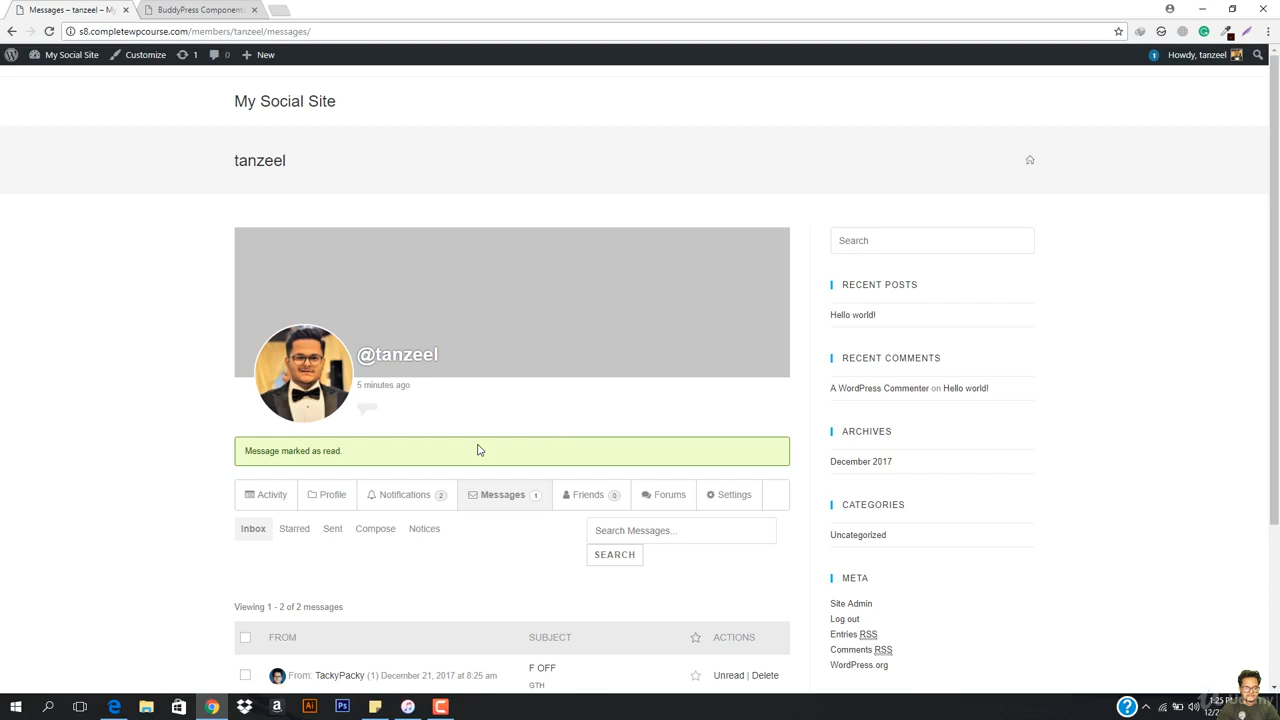 Messages – tanzeel – My
BuddyPress Component
s8.completewpcourse.com/members/tanzeel/messages/
My Social Site
Customize
1
0
New
1
Howdy, tanzeel
My Social Site
tanzeel
@tanzeel
5 minutes ago
Message marked as read.
Activity
Profile
Notifications 2
Messages 1
Friends 0
Forums
Settings
Inbox
Starred
Sent
Compose
Notices
Search Messages...
SEARCH
Viewing 1 - 2 of 2 messages
FROM
SUBJECT
ACTIONS
From: TackyPacky (1) December 21, 2017 at 8:25 am
F OFF
GTH
Unread | Delete
Search
RECENT POSTS
Hello world!
RECENT COMMENTS
A WordPress Commenter on Hello world!
ARCHIVES
December 2017
CATEGORIES
Uncategorized
META
Site Admin
Log out
Entries RSS
Comments RSS
WordPress.org
1:25 PM